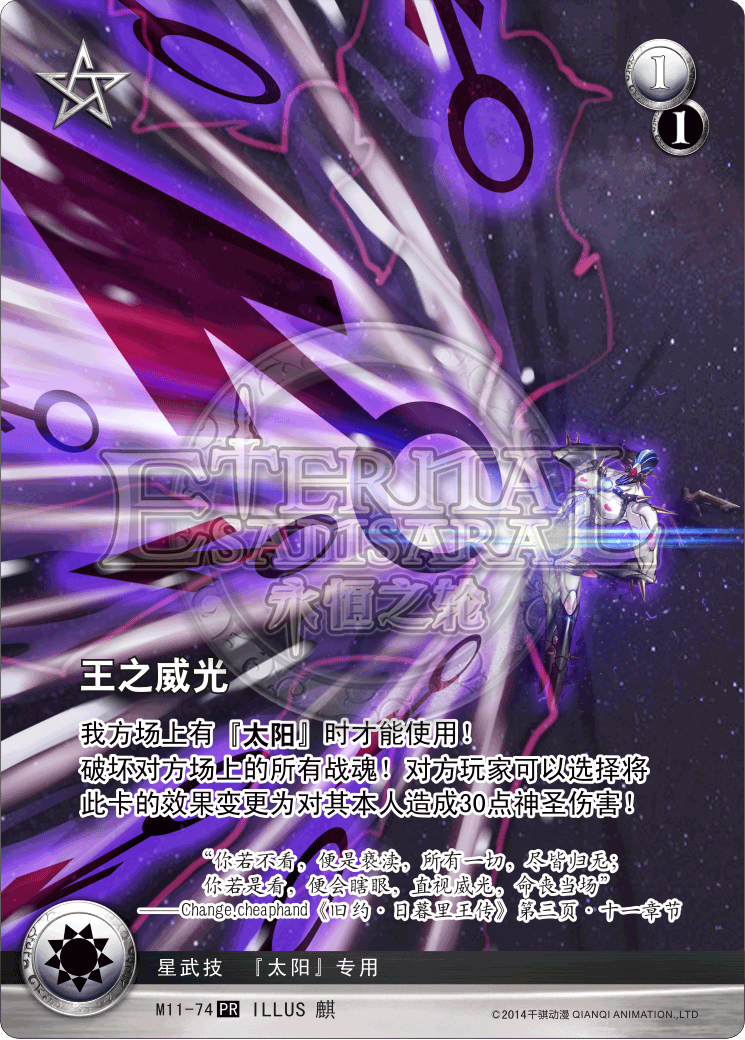 1
1
ETERNAL
SAMSARA
永恒之轮
王之威光
我方场上有『太阳』时才能使用！
破坏对方场上的所有战魂！对方玩家可以选择将
此卡的效果变更为对其本人造成30点神圣伤害！
“你若不看，便是亵渎，所有一切，尽皆归死；
你若是看，便会瞎眼，直视威光，命丧当场”
——Change.cheaphand《旧约·日暮里王传》第三页·十一章节
星武技 『太阳』专用
M11-74 PR ILLUS 麒
©2014千骐动漫 QIANQI ANIMATION.,LTD